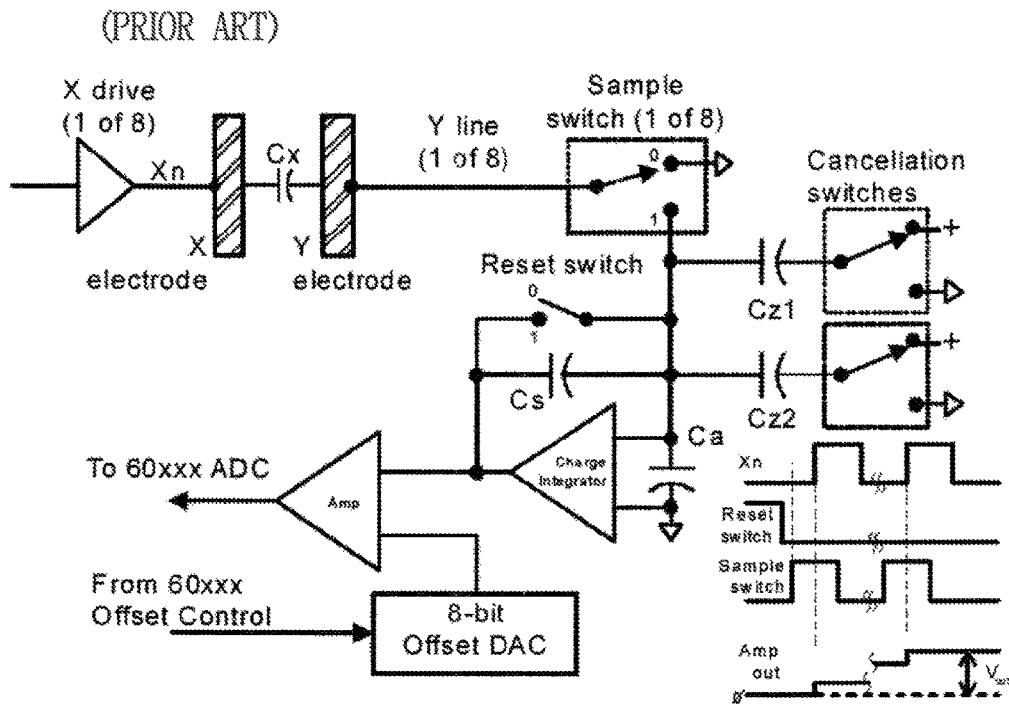 (PRIOR ART)
X drive
(1 of 8)
Xn
Cx
X
electrode
Y
electrode
Y line
(1 of 8)
Sample
switch (1 of 8)
0
1
Cancellation
switches
+
Cz1
+
Cz2
Reset switch
0
1
Cs
Ca
Charge
Integrator
Amp
To 60xxx ADC
From 60xxx
Offset Control
8-bit
Offset DAC
Xn
Reset
switch
Sample
switch
Amp
out